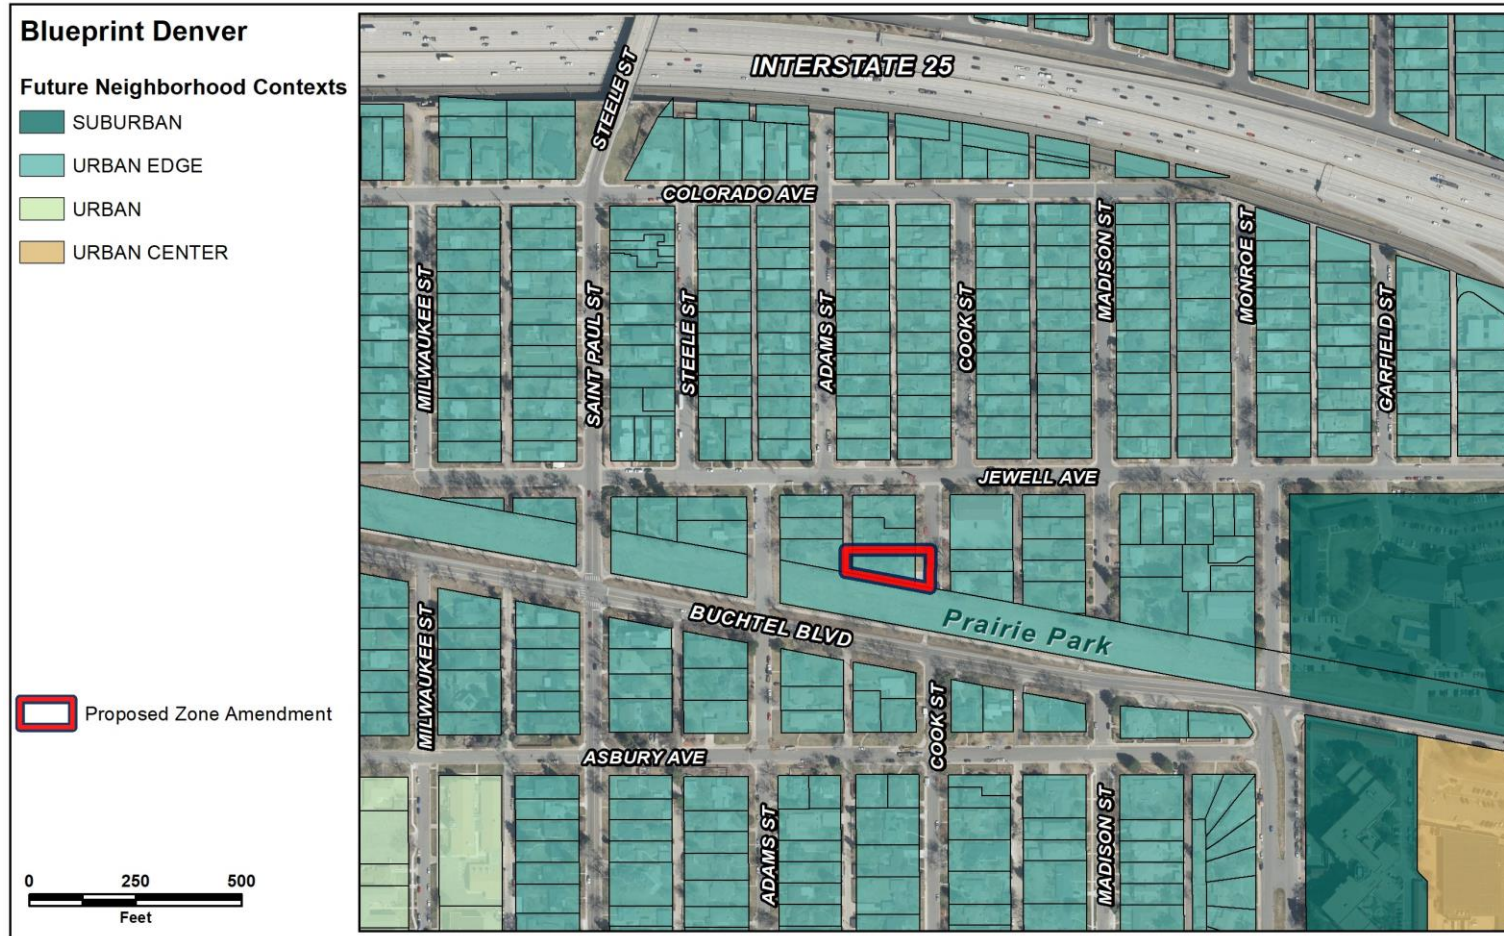 Blueprint Denver
Future Neighborhood Contexts
SUBURBAN
URBAN EDGE
URBAN
URBAN CENTER
Proposed Zone Amendment
0 250 500
Feet
INTERSTATE 25
STEELE ST
COLORADO AVE
MILWAUKEE ST
SAINT PAUL ST
STEELE ST
ADAMS ST
COOK ST
MADISON ST
MONROE ST
GARFIELD ST
JEWELL AVE
BUCHTEL BLVD
Prairie Park
MILWAUKEE ST
COOK ST
ASBURY AVE
ADAMS ST
MADISON ST